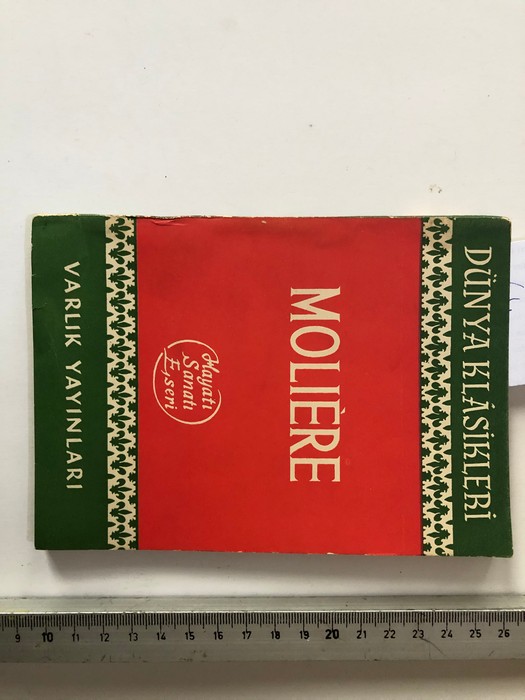 DÜNYA KLÂSİKLERİ
MOLIÈRE
Hayatı
Sanatı
Eseri
VARLIK YAYINLARI
9 10 11 12 13 14 15 16 17 18 19 20 21 22 23 24 25 26